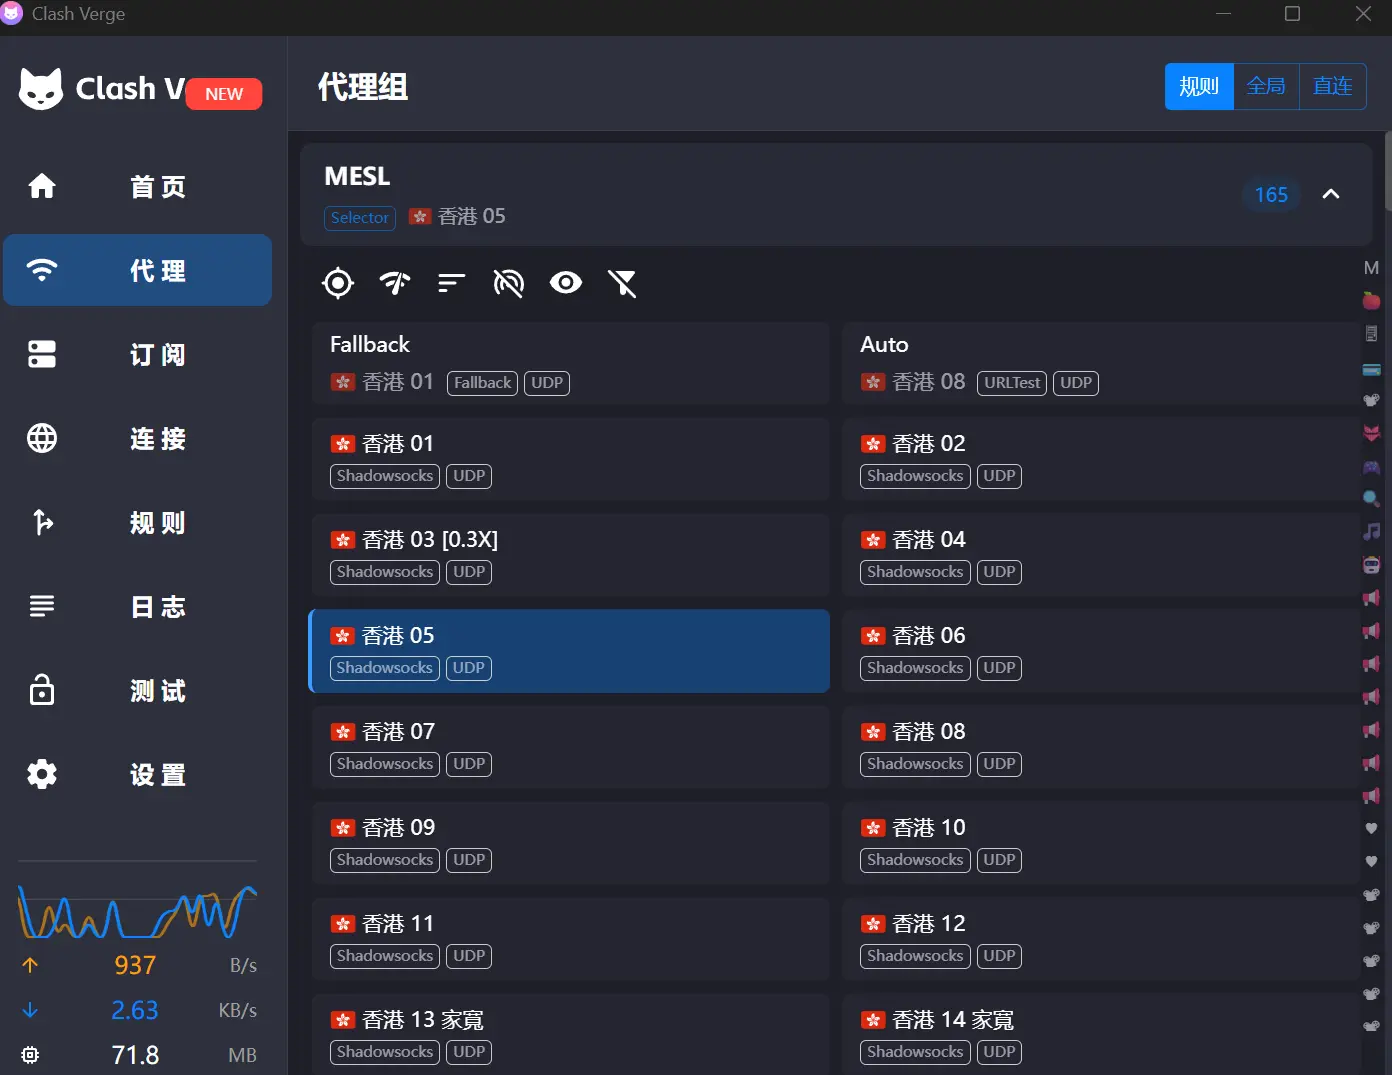 Clash Verge
Clash V
NEW
首 页
代 理
订 阅
连 接
规 则
日 志
测 试
设 置
937 B/s
2.63 KB/s
71.8 MB
代理组
规则 全局 直连
MESL
Selector 香港 05
165
M
Fallback
香港 01 Fallback UDP
Auto
香港 08 URLTest UDP
香港 01
Shadowsocks UDP
香港 02
Shadowsocks UDP
香港 03 [0.3X]
Shadowsocks UDP
香港 04
Shadowsocks UDP
香港 05
Shadowsocks UDP
香港 06
Shadowsocks UDP
香港 07
Shadowsocks UDP
香港 08
Shadowsocks UDP
香港 09
Shadowsocks UDP
香港 10
Shadowsocks UDP
香港 11
Shadowsocks UDP
香港 12
Shadowsocks UDP
香港 13 家寬
Shadowsocks UDP
香港 14 家寬
Shadowsocks UDP